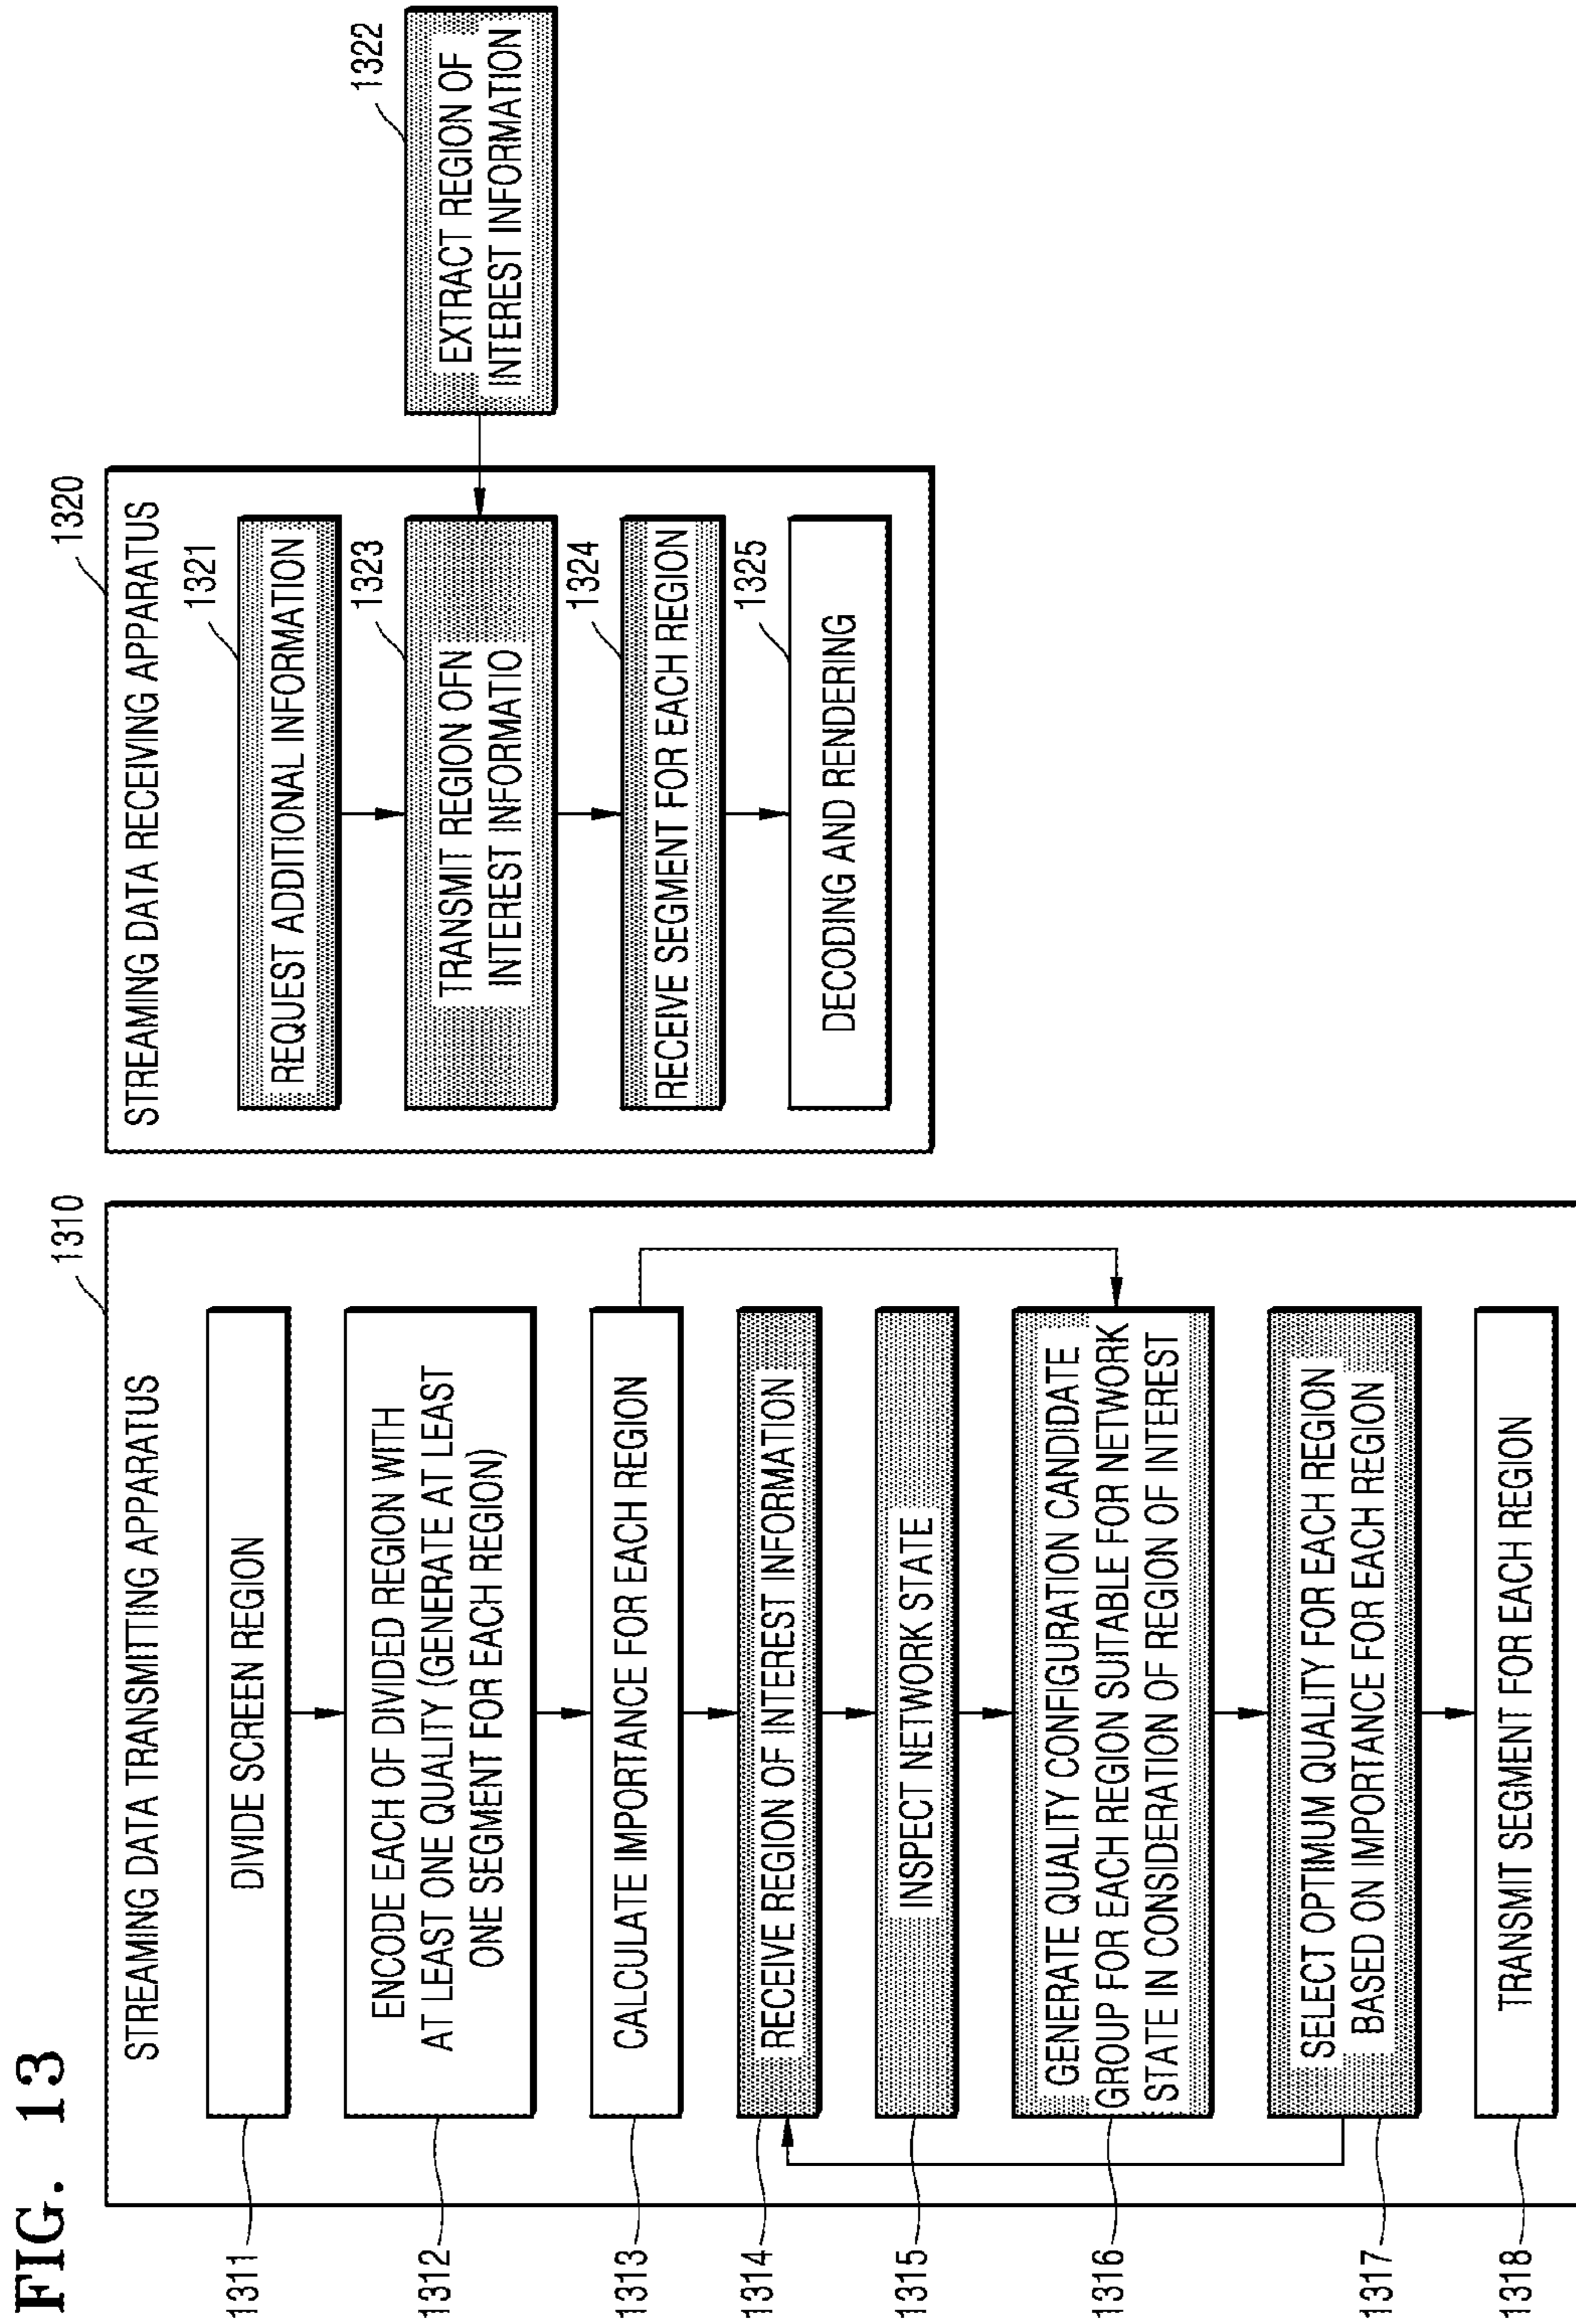 FIG. 13
1310
STREAMING DATA TRANSMITTING APPARATUS
1311
DIVIDE SCREEN REGION
1312
ENCODE EACH OF DIVIDED REGION WITH
AT LEAST ONE QUALITY (GENERATE AT LEAST
ONE SEGMENT FOR EACH REGION)
1313
CALCULATE IMPORTANCE FOR EACH REGION
1314
RECEIVE REGION OF INTEREST INFORMATION
1315
INSPECT NETWORK STATE
1316
GENERATE QUALITY CONFIGURATION CANDIDATE
GROUP FOR EACH REGION SUITABLE FOR NETWORK
STATE IN CONSIDERATION OF REGION OF INTEREST
1317
SELECT OPTIMUM QUALITY FOR EACH REGION
BASED ON IMPORTANCE FOR EACH REGION
1318
TRANSMIT SEGMENT FOR EACH REGION
1320
STREAMING DATA RECEIVING APPARATUS
1321
REQUEST ADDITIONAL INFORMATION
1323
TRANSMIT REGION OFN
INTEREST INFORMATIO
1324
RECEIVE SEGMENT FOR EACH REGION
1325
DECODING AND RENDERING
1322
EXTRACT REGION OF
INTEREST INFORMATION